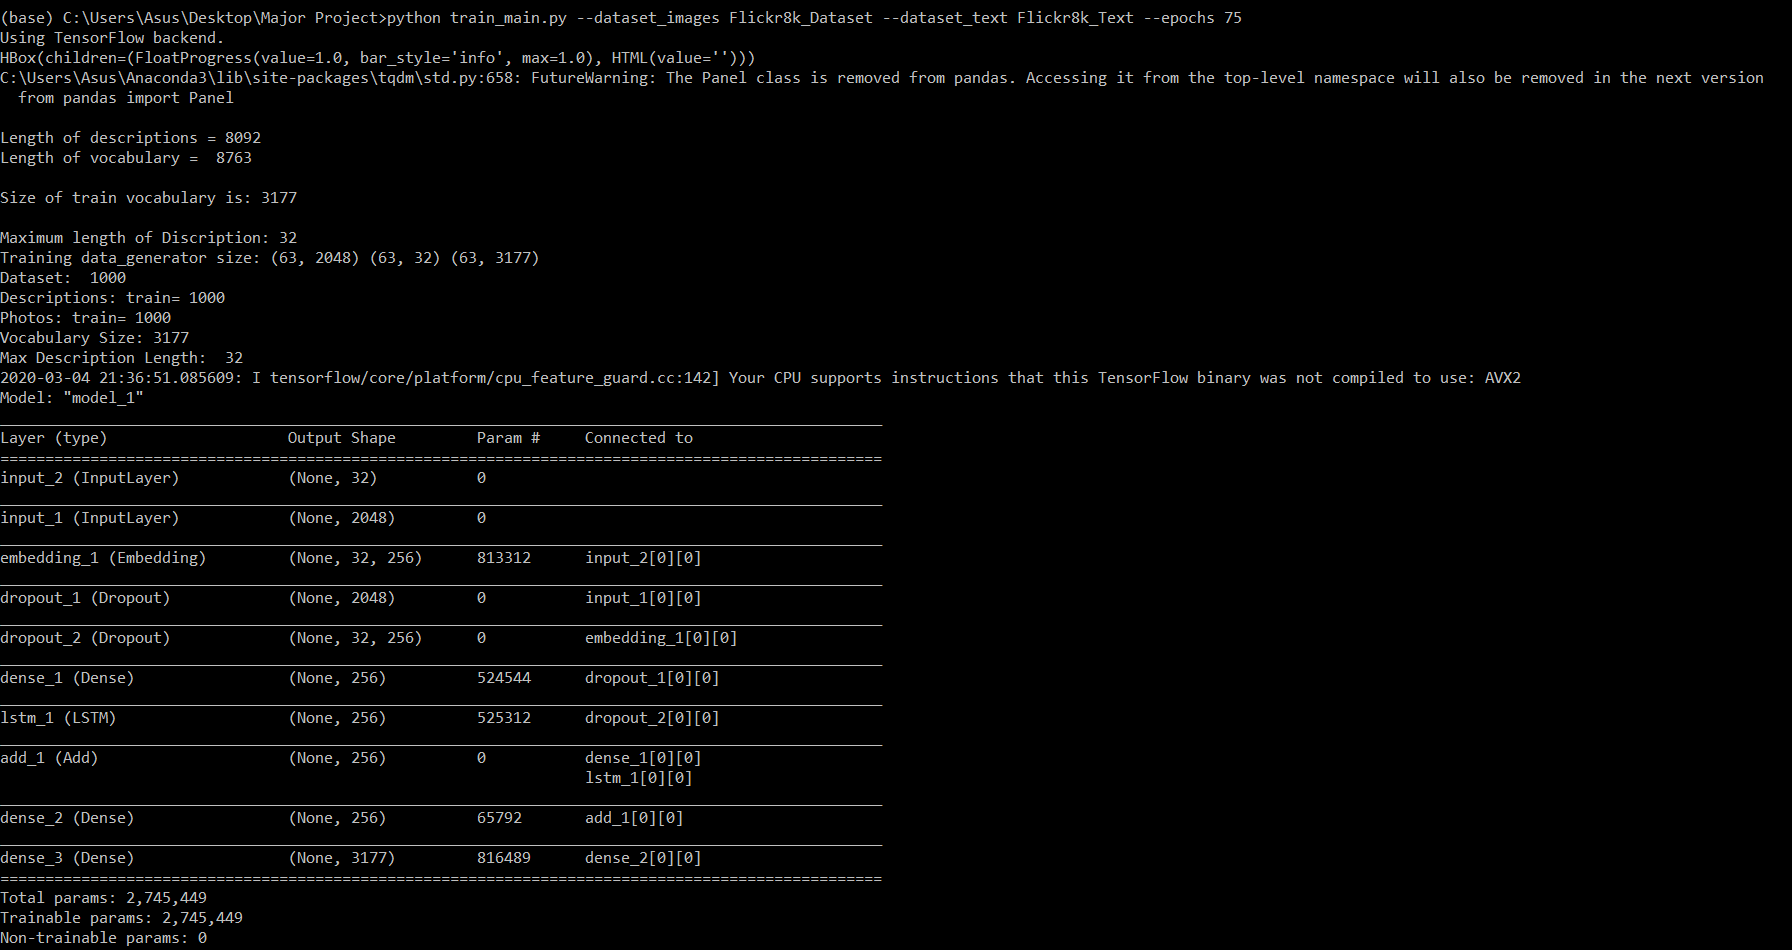 (base) C:\Users\Asus\Desktop\Major Project>python train_main.py --dataset_images Flickr8k_Dataset --dataset_text Flickr8k_Text --epochs 75
Using TensorFlow backend.
HBox(children=(FloatProgress(value=1.0, bar_style='info', max=1.0), HTML(value='')))
C:\Users\Asus\Anaconda3\lib\site-packages\tqdm\std.py:658: FutureWarning: The Panel class is removed from pandas. Accessing it from the top-level namespace will also be removed in the next version
  from pandas import Panel

Length of descriptions = 8092
Length of vocabulary =  8763

Size of train vocabulary is: 3177

Maximum length of Discription: 32
Training data_generator size: (63, 2048) (63, 32) (63, 3177)
Dataset:  1000
Descriptions: train= 1000
Photos: train= 1000
Vocabulary Size: 3177
Max Description Length:  32
2020-03-04 21:36:51.085609: I tensorflow/core/platform/cpu_feature_guard.cc:142] Your CPU supports instructions that this TensorFlow binary was not compiled to use: AVX2
Model: "model_1"
__________________________________________________________________________________________________
Layer (type)                    Output Shape         Param #     Connected to
==================================================================================================
input_2 (InputLayer)            (None, 32)           0
__________________________________________________________________________________________________
input_1 (InputLayer)            (None, 2048)         0
__________________________________________________________________________________________________
embedding_1 (Embedding)         (None, 32, 256)      813312      input_2[0][0]
__________________________________________________________________________________________________
dropout_1 (Dropout)             (None, 2048)         0           input_1[0][0]
__________________________________________________________________________________________________
dropout_2 (Dropout)             (None, 32, 256)      0           embedding_1[0][0]
__________________________________________________________________________________________________
dense_1 (Dense)                 (None, 256)          524544      dropout_1[0][0]
__________________________________________________________________________________________________
lstm_1 (LSTM)                   (None, 256)          525312      dropout_2[0][0]
__________________________________________________________________________________________________
add_1 (Add)                     (None, 256)          0           dense_1[0][0]
                                                                 lstm_1[0][0]
__________________________________________________________________________________________________
dense_2 (Dense)                 (None, 256)          65792       add_1[0][0]
__________________________________________________________________________________________________
dense_3 (Dense)                 (None, 3177)         816489      dense_2[0][0]
==================================================================================================
Total params: 2,745,449
Trainable params: 2,745,449
Non-trainable params: 0